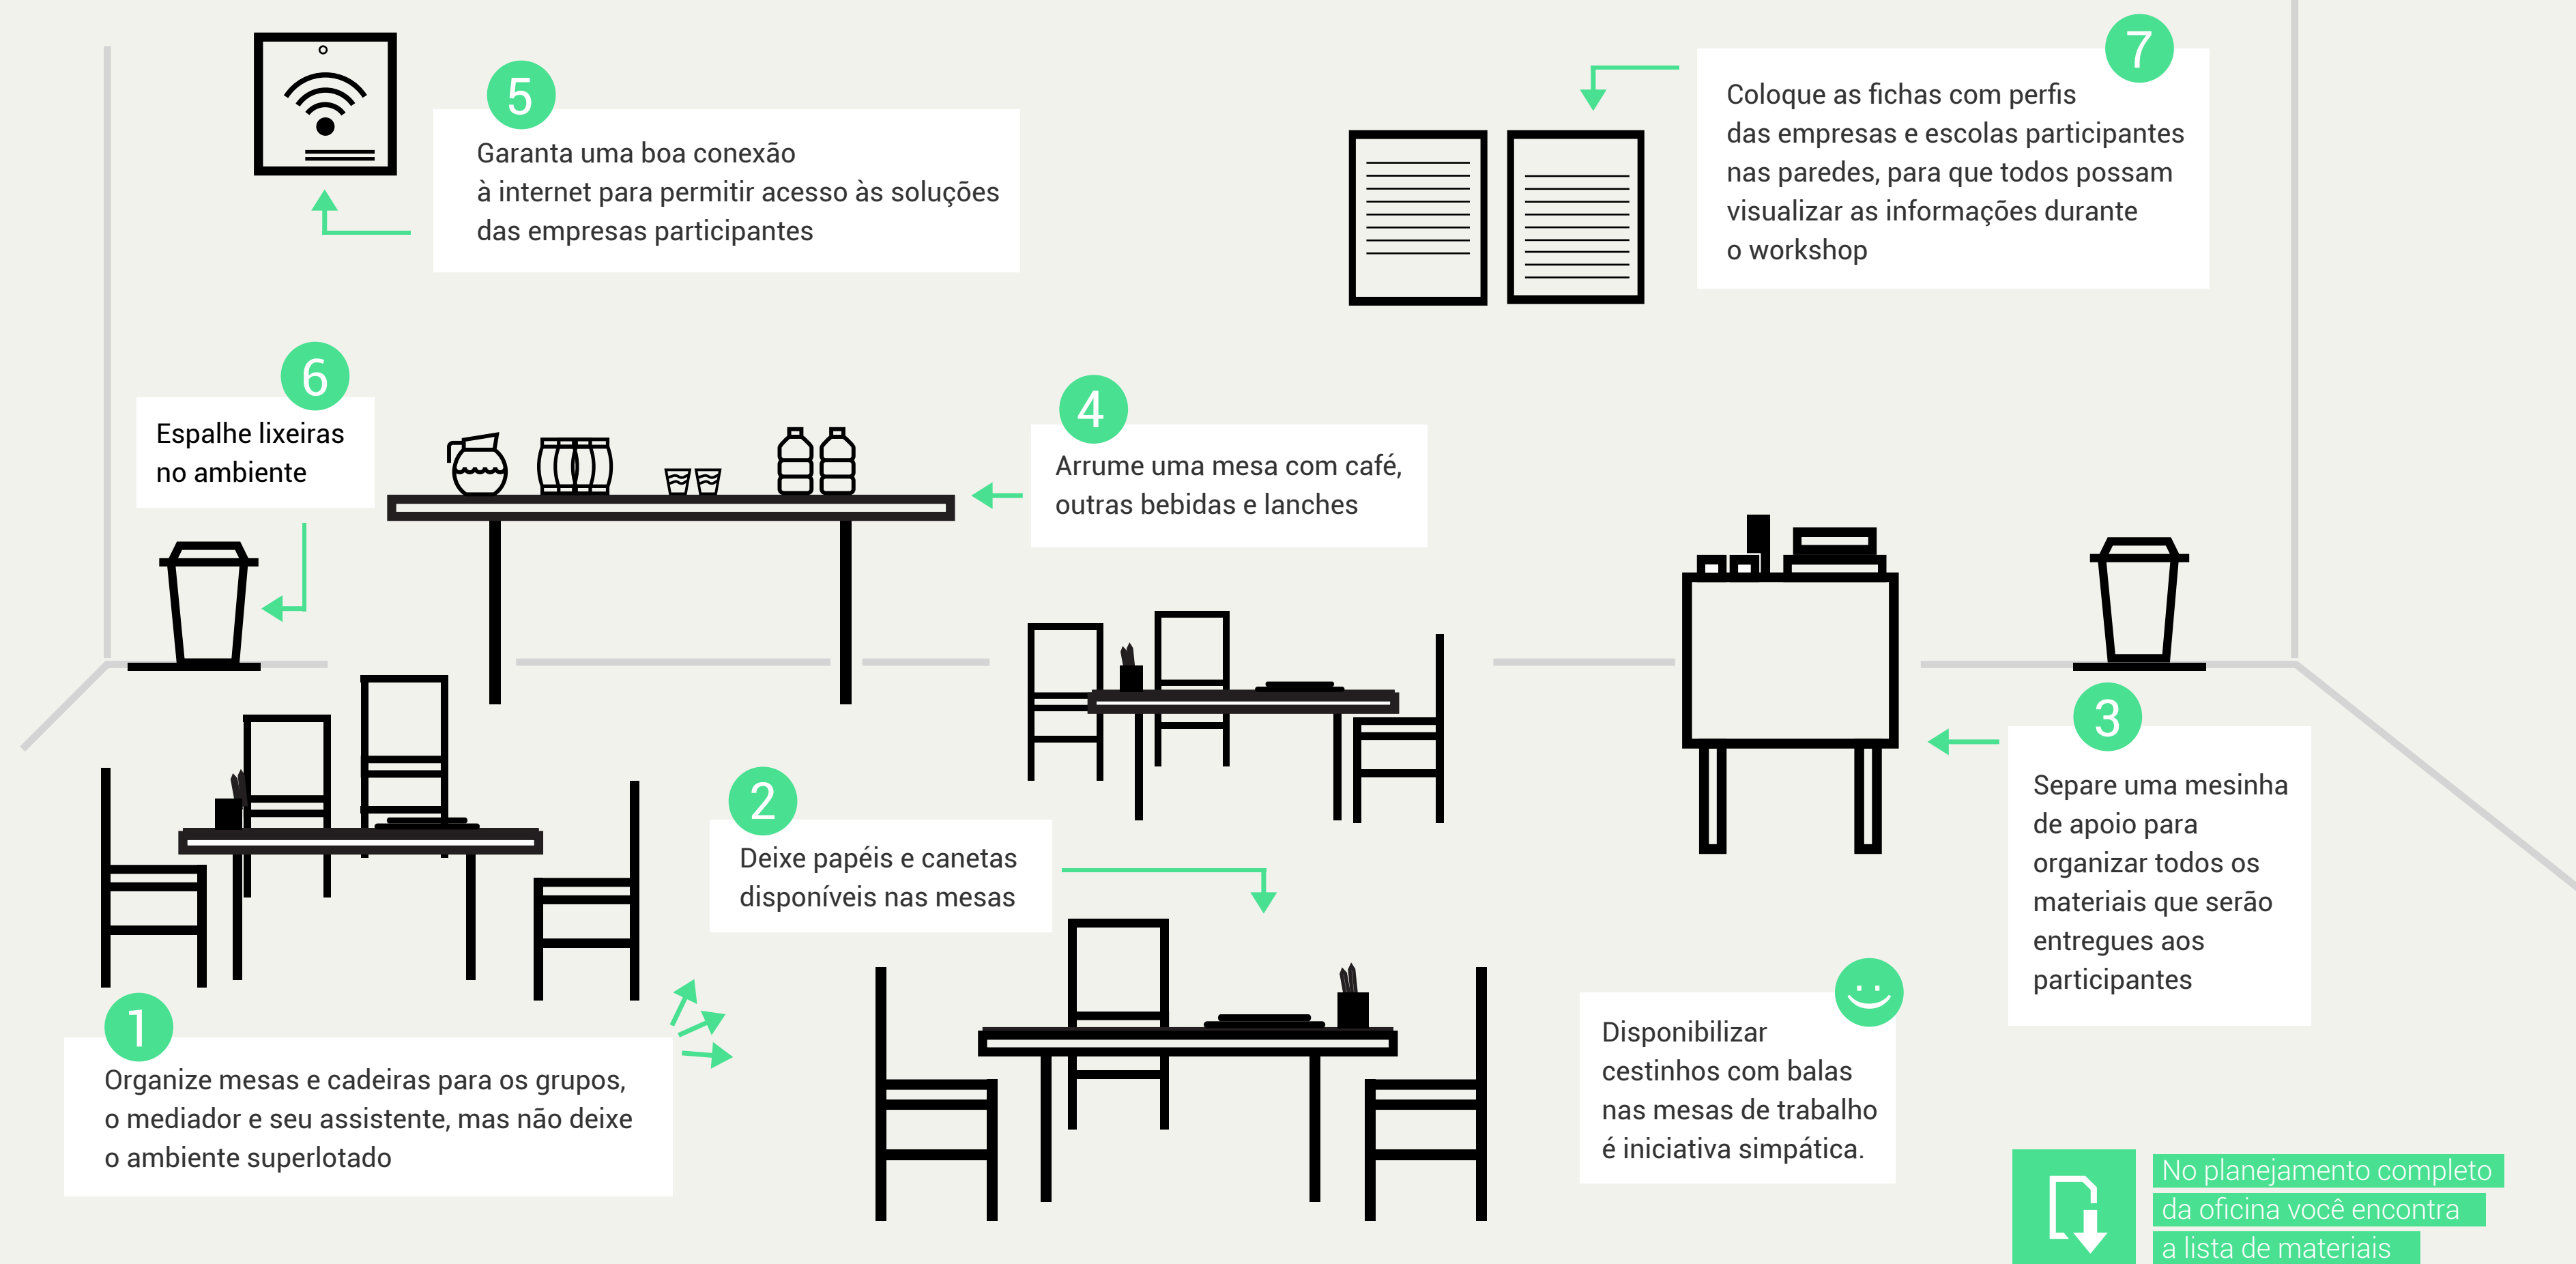 5
Garanta uma boa conexão
à internet para permitir acesso às soluções
das empresas participantes
7
Coloque as fichas com perfis
das empresas e escolas participantes
nas paredes, para que todos possam
visualizar as informações durante
o workshop
6
Espalhe lixeiras
no ambiente
4
Arrume uma mesa com café,
outras bebidas e lanches
3
Separe uma mesinha
de apoio para
organizar todos os
materiais que serão
entregues aos
participantes
2
Deixe papéis e canetas
disponíveis nas mesas
1
Organize mesas e cadeiras para os grupos,
o mediador e seu assistente, mas não deixe
o ambiente superlotado
Disponibilizar
cestinhos com balas
nas mesas de trabalho
é iniciativa simpática.
No planejamento completo
da oficina você encontra
a lista de materiais